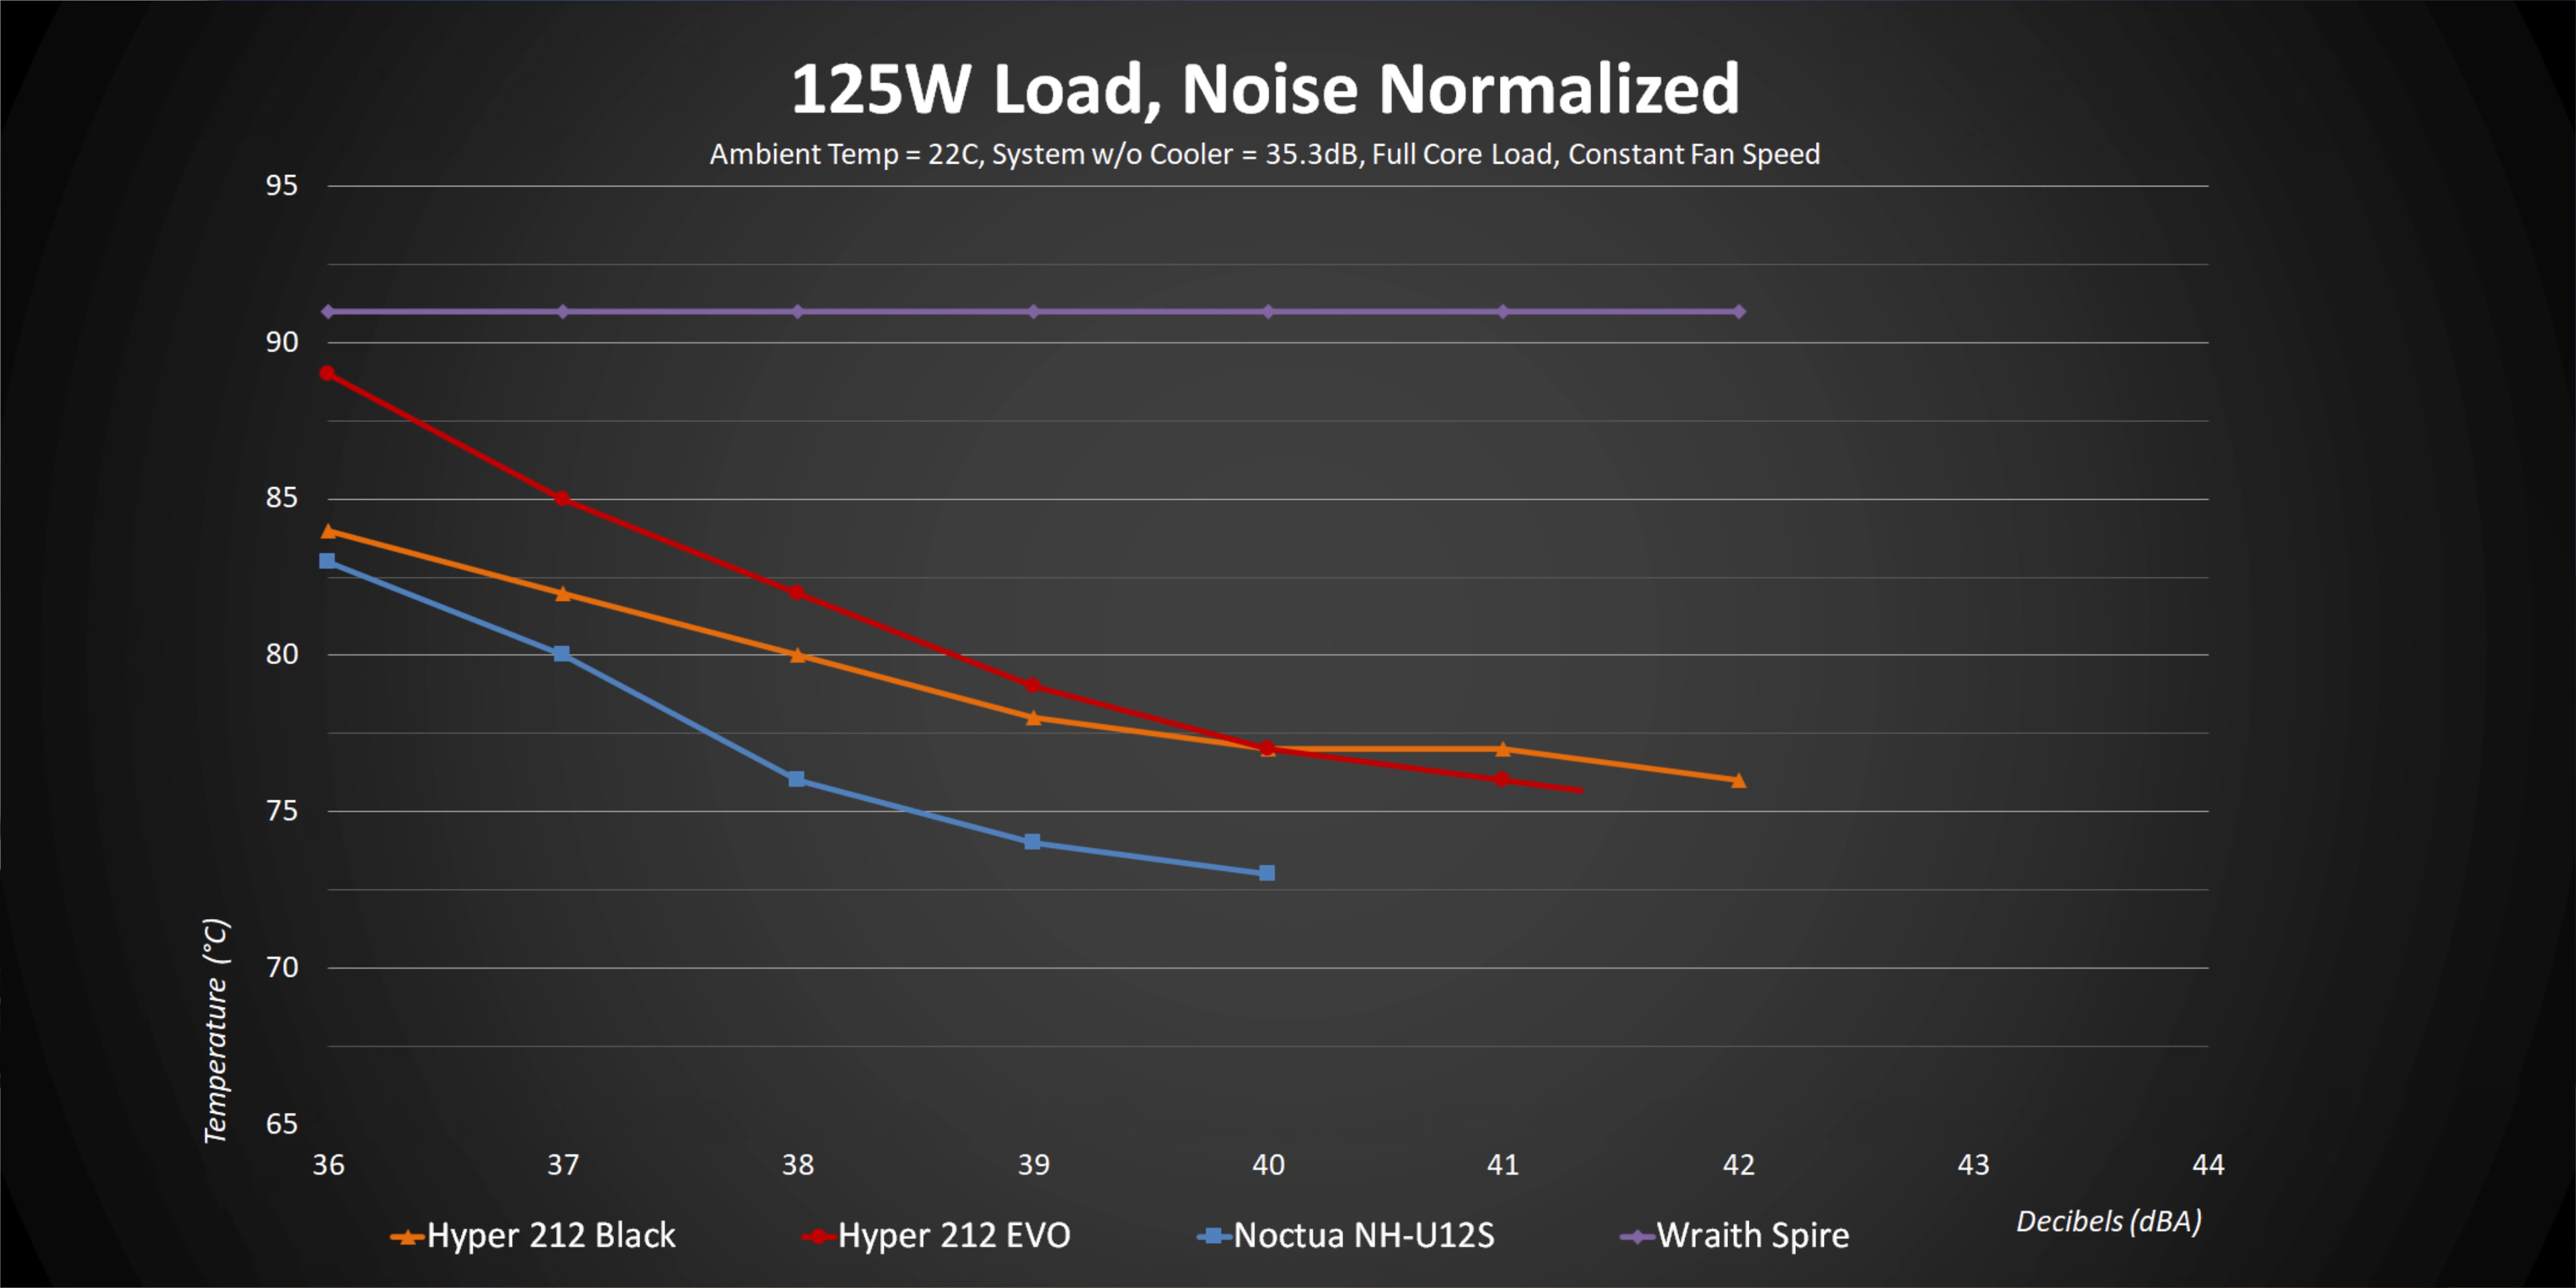 125W Load, Noise Normalized
Ambient Temp = 22C, System w/o Cooler = 35.3dB, Full Core Load, Constant Fan Speed
95
90
85
80
75
70
65
Temperature (°C)
36 37 38 39 40 41 42 43 44
Decibels (dBA)
Hyper 212 Black Hyper 212 EVO Noctua NH-U12S Wraith Spire